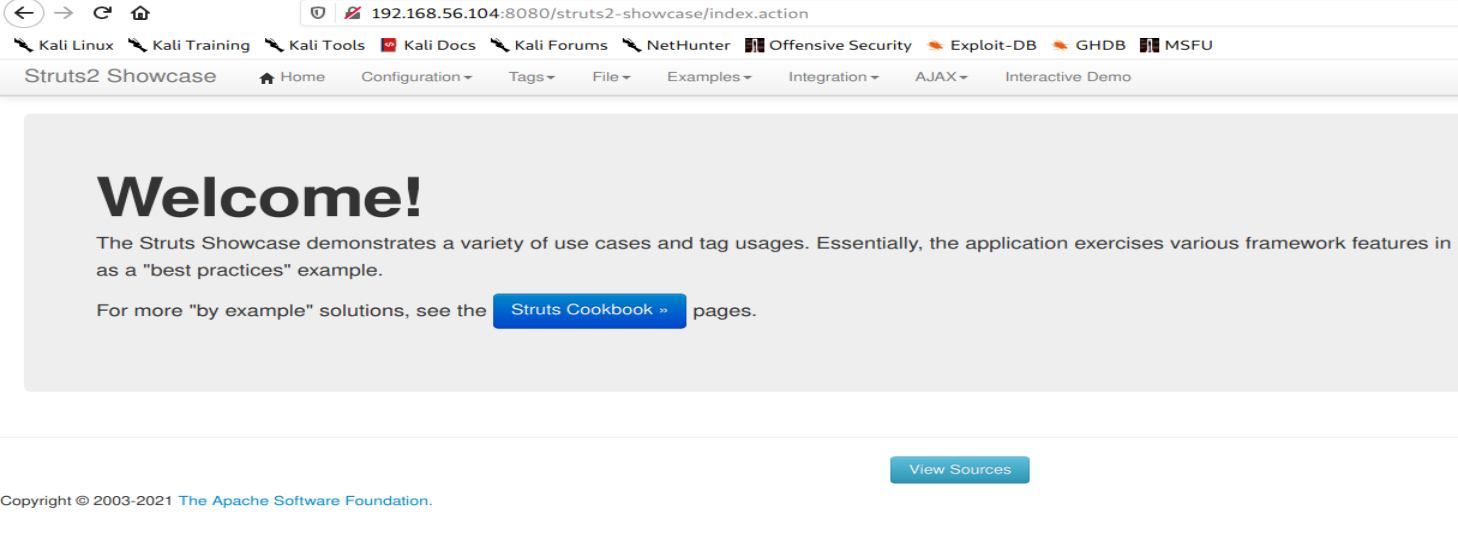 192.168.56.104:8080/struts2-showcase/index.action
Kali Linux Kali Training Kali Tools Kali Docs Kali Forums NetHunter Offensive Security Exploit-DB GHDB MSFU
Struts2 Showcase Home Configuration Tags File Examples Integration AJAX Interactive Demo
Welcome!
The Struts Showcase demonstrates a variety of use cases and tag usages. Essentially, the application exercises various framework features in
as a "best practices" example.
For more "by example" solutions, see the Struts Cookbook » pages.
View Sources
Copyright © 2003-2021 The Apache Software Foundation.